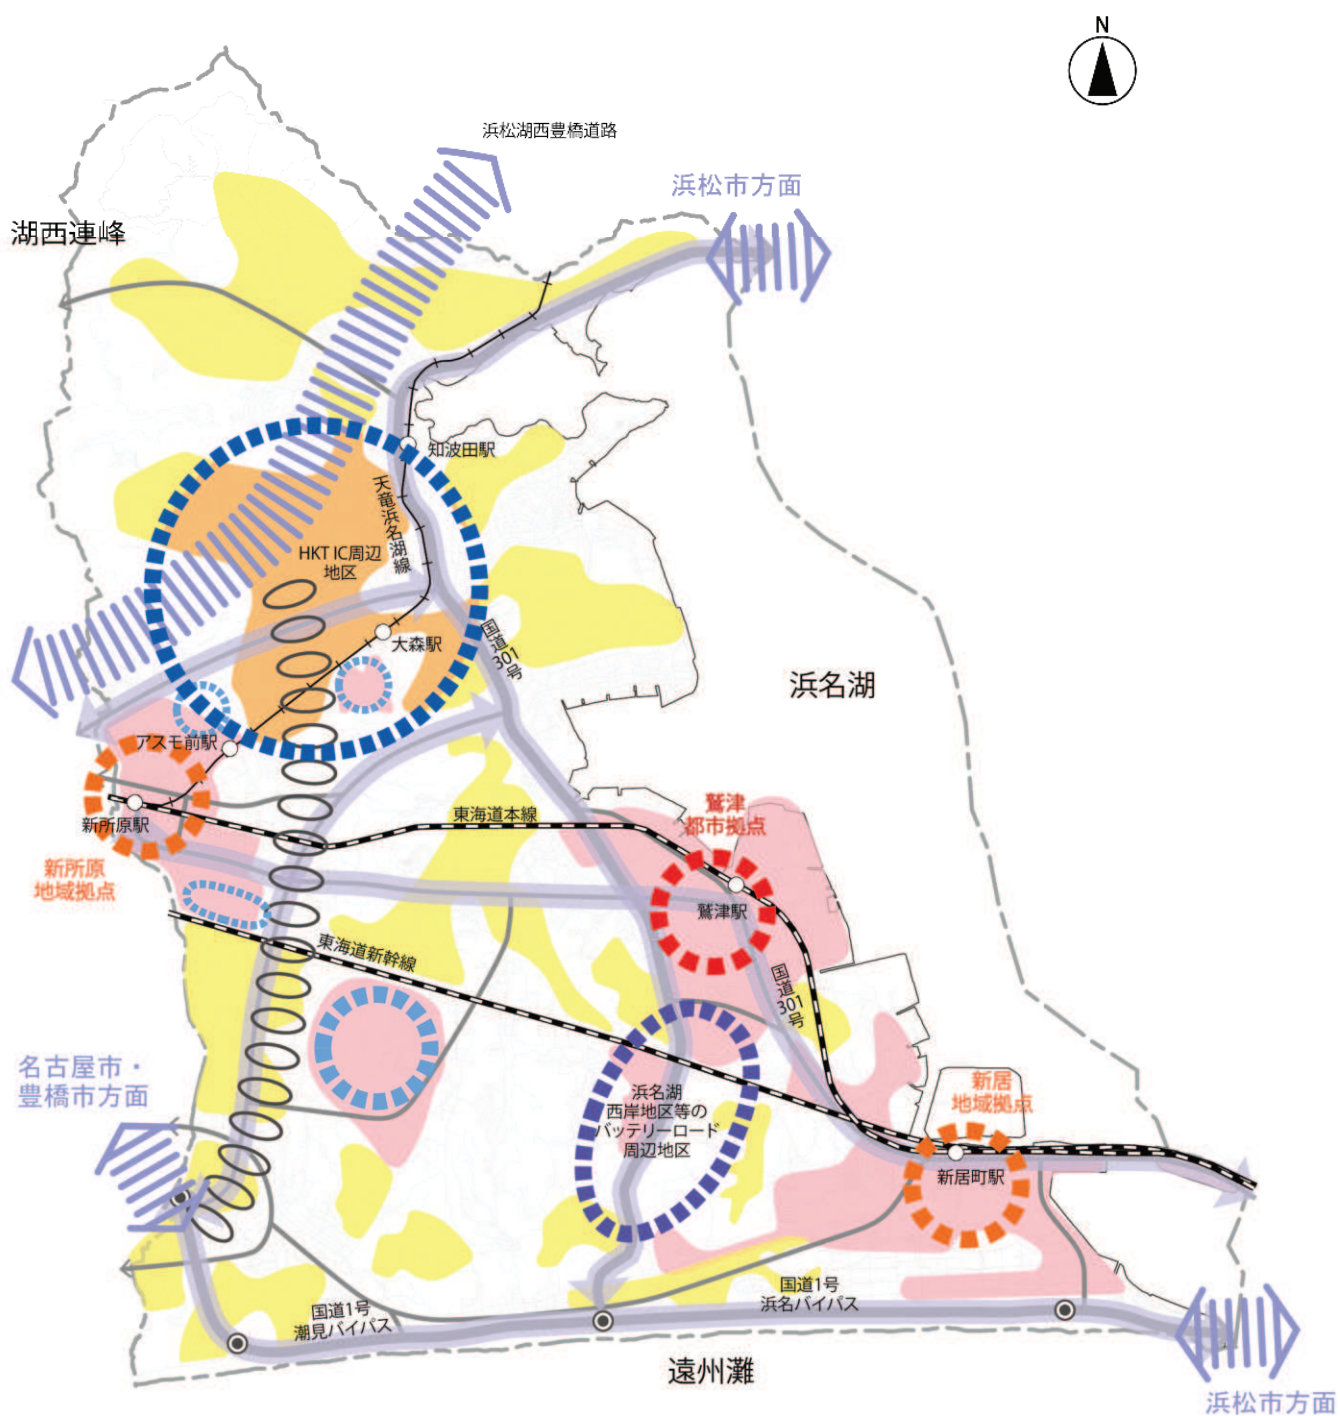 N
浜松湖西豊橋道路
浜松市方面
湖西連峰
知波田駅
天竜浜名湖線
HKT IC周辺
地区
大森駅
国道301号
浜名湖
アスモ前駅
新所原駅
新所原
地域拠点
東海道本線
鷲津
都市拠点
鷲津駅
東海道新幹線
国道301号
名古屋市・
豊橋市方面
浜名湖
西岸地区等の
バッテリーロード
周辺地区
新居
地域拠点
新居町駅
国道1号
潮見バイパス
国道1号
浜名バイパス
遠州灘
浜松市方面